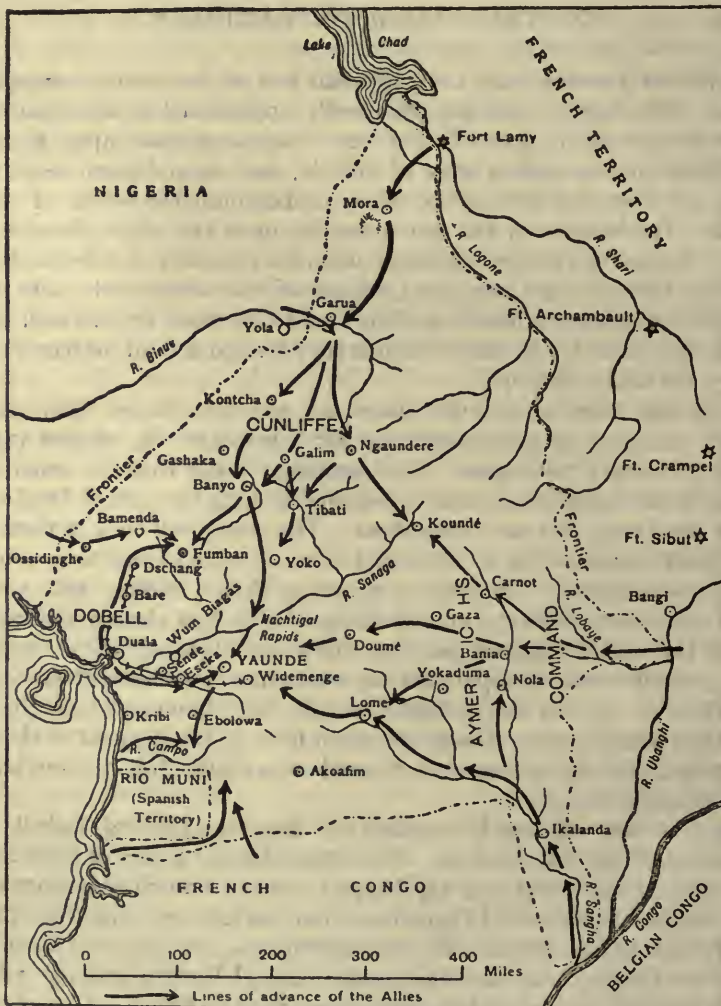 Lake Chad
FRENCH TERRITORY
Fort Lamy
NIGERIA
Mora
R. Logone
R. Shari
Garua
Ft. Archambault
Yola
R. Binue
Kontcha
CUNLIFFE
Gashaka
Galim
Ngaundere
Ft. Crampel
Banyo
Frontier
Tibati
Bamenda
Koundé
Frontier
Ft. Sibut
Ossidinghe
Fumban
Yoko
Dschang
R. Sanaga
Carnot
Bare
Wum Biagas
Gaza
R. Lobaye
Bangi
DOBELL
Nachtigal
Rapids
Doumé
Duala
Sende
Eseka
YAUNDE
Bania
Widemenge
Yokaduma
Nola
AYMERICH'S COMMAND
Lome
Kribi
Ebolowa
R. Campo
R. Ubanghi
RIO MUNI
(Spanish
Territory)
Akoafim
Ikalanda
FRENCH CONGO
R. Sangha
R. Congo
BELGIAN CONGO
0 100 200 300 400
Miles
Lines of advance of the Allies